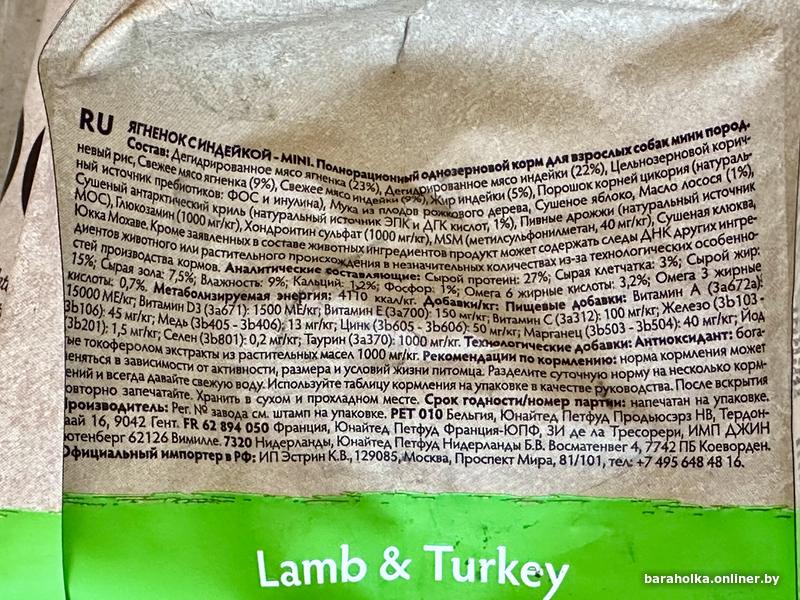 RU ЯГНЕНОК С ИНДЕЙКОЙ - MINI. Полнорационный однозерновой корм для взрослых собак мини пород.
Состав: Дегидрированное мясо ягненка (23%), Дегидрированное мясо индейки (22%), Цельнозерновой корич-
невый рис, Свежее мясо ягненка (9%), Свежее мясо индейки (9%), Жир индейки (5%), Порошок корней цикория (натураль-
ный источник пребиотиков: ФОС и инулина), Мука из плодов рожкового дерева, Сушеное яблоко, Масло лосося (1%),
Сушеный антарктический криль (натуральный источник ЭПК и ДГК кислот, 1%), Пивные дрожжи (натуральный источник
МОС), Глюкозамин (1000 мг/кг), Хондроитин сульфат (1000 мг/кг), MSM (метилсульфонилметан, 40 мг/кг), Сушеная клюква,
Юкка Мохаве. Кроме заявленных в составе животных ингредиентов продукт может содержать следы ДНК других ингре-
диентов животного или растительного происхождения в незначительных количествах из-за технологических особенно-
стей производства кормов. Аналитические составляющие: Сырой протеин: 27%; Сырая клетчатка: 3%; Сырой жир:
15%; Сырая зола: 7,5%; Влажность: 9%; Кальций: 1,2%; Фосфор: 1%; Омега 6 жирные кислоты: 3,2%; Омега 3 жирные
кислоты: 0,7%. Метаболизируемая энергия: 4110 ккал/кг. Добавки/кг: Пищевые добавки: Витамин А (3а672а):
15000 МЕ/кг; Витамин D3 (3а671): 1500 МЕ/кг; Витамин Е (3а700): 150 мг/кг; Витамин С (3а312): 100 мг/кг; Железо (3b103 -
3b106): 45 мг/кг; Медь (3b405 - 3b406): 13 мг/кг; Цинк (3b605 - 3b606): 50 мг/кг; Марганец (3b503 - 3b504): 40 мг/кг; Йод
3b201): 1,5 мг/кг; Селен (3b801): 0,2 мг/кг; Таурин (3а370): 1000 мг/кг. Технологические добавки: Антиоксидант: бога-
ые токоферолом экстракты из растительных масел 1000 мг/кг. Рекомендации по кормлению: норма кормления может
еняться в зависимости от активности, размера и условий жизни питомца. Разделите суточную норму на несколько корм-
ений и всегда давайте свежую воду. Используйте таблицу кормления на упаковке в качестве руководства. После вскрытия
овторно запечатайте. Хранить в сухом и прохладном месте. Срок годности/номер партии: напечатан на упаковке.
роизводитель: Рег. № завода см. штамп на упаковке. PET 010 Бельгия, Юнайтед Петфуд Продьюсэрз НВ, Тердон-
аай 16, 9042 Гент. FR 62 894 050 Франция, Юнайтед Петфуд Франция-ЮПФ, ЗИ де ла Тресорери, ИМП ДЖИН
ютенберг 62126 Вимилле. 7320 Нидерланды, Юнайтед Петфуд Нидерланды Б.В. Восматенвег 4, 7742 ПБ Коеворден.
Официальный импортер в РФ: ИП Эстрин К.В., 129085, Москва, Проспект Мира, 81/101, тел: +7 495 648 48 16.
Lamb & Turkey
baraholka.onliner.by